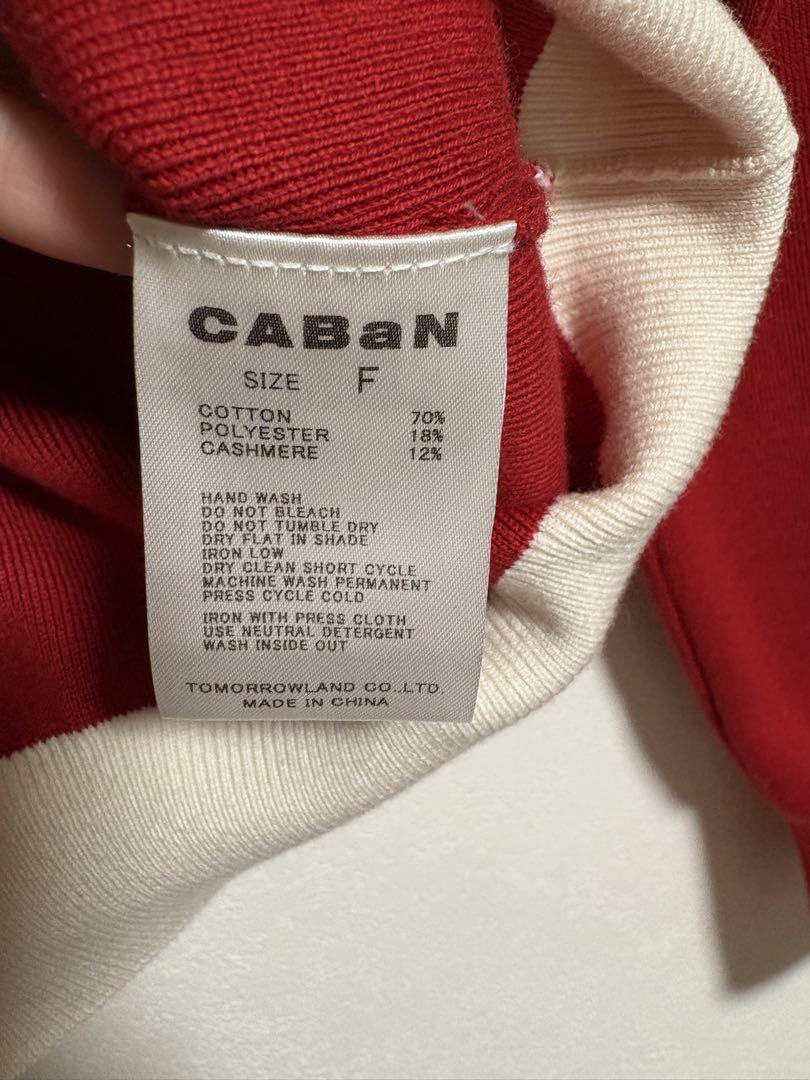 CABaN
SIZE F
COTTON 70%
POLYESTER 18%
CASHMERE 12%
HAND WASH
DO NOT BLEACH
DO NOT TUMBLE DRY
DRY FLAT IN SHADE
IRON LOW
DRY CLEAN SHORT CYCLE
MACHINE WASH PERMANENT
PRESS CYCLE COLD
IRON WITH PRESS CLOTH
USE NEUTRAL DETERGENT
WASH INSIDE OUT
TOMORROWLAND CO.,LTD.
MADE IN CHINA